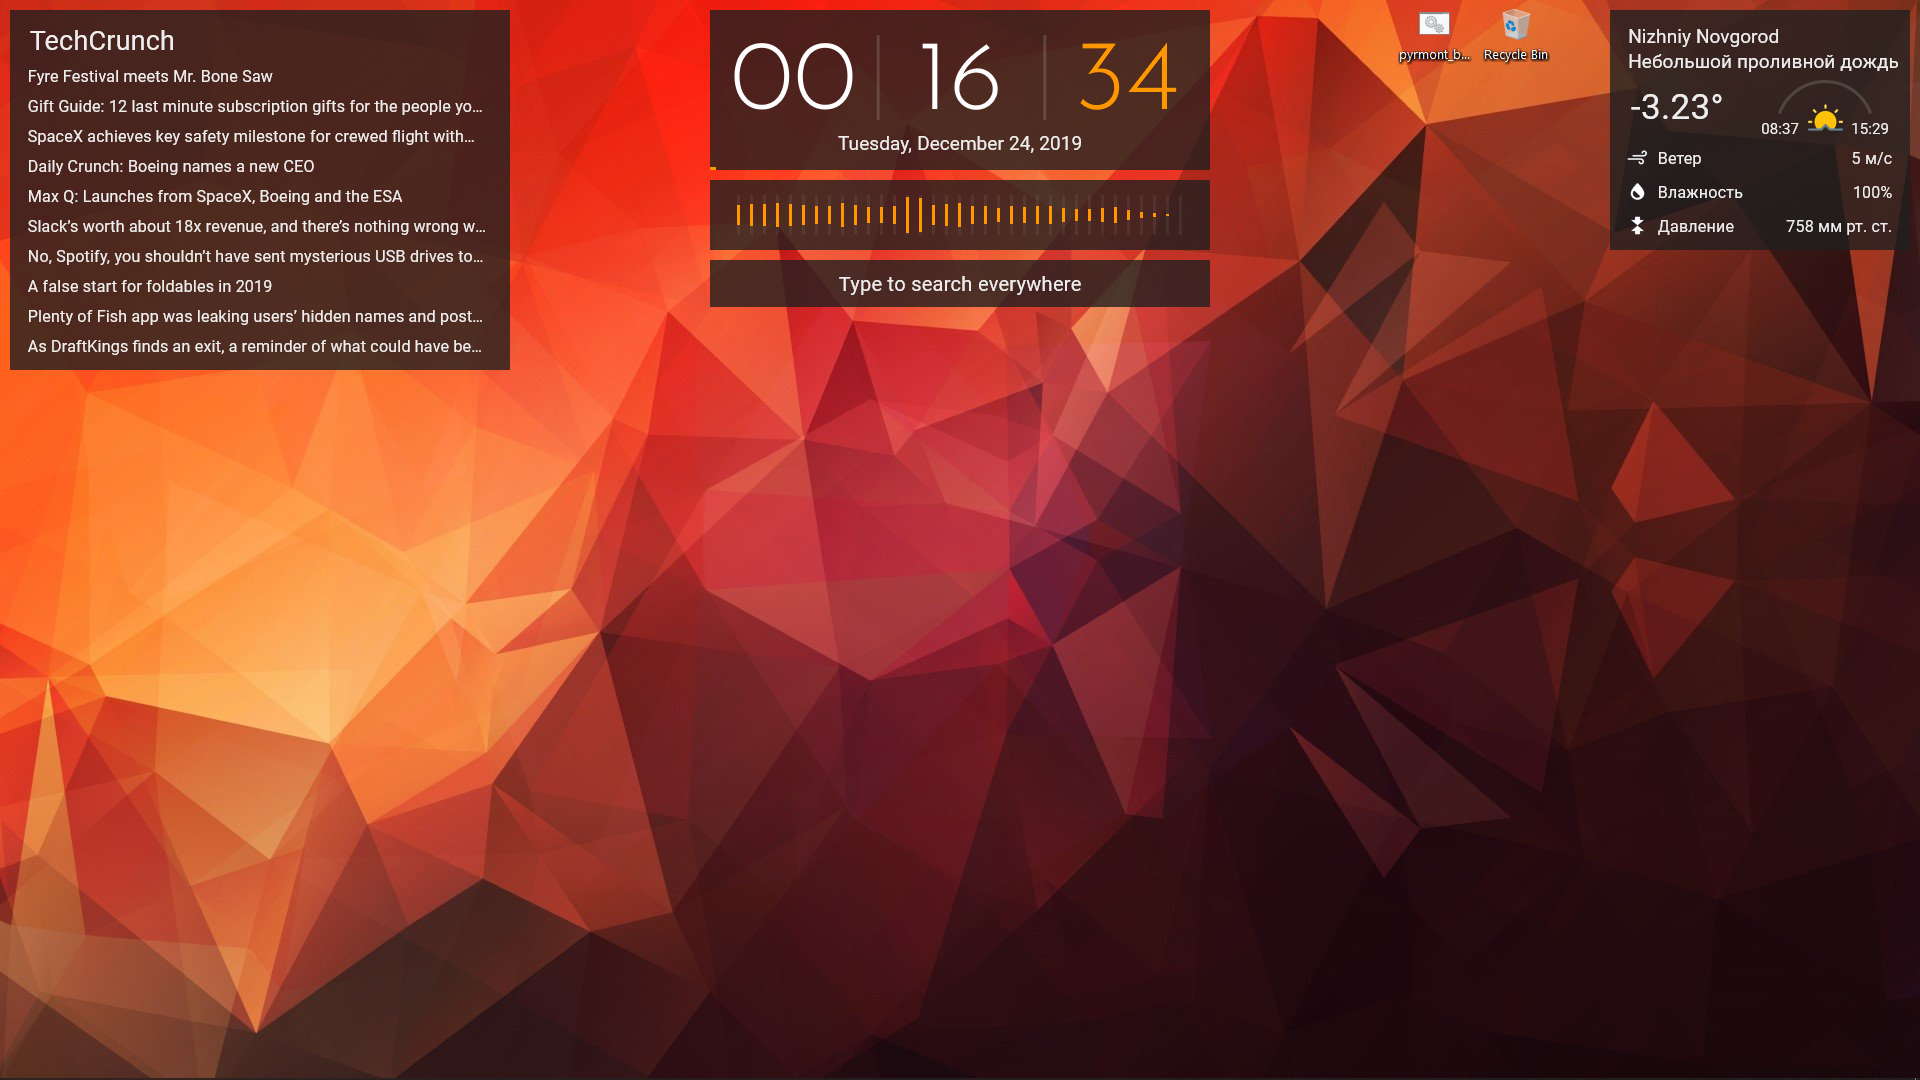 TechCrunch
Fyre Festival meets Mr. Bone Saw
Gift Guide: 12 last minute subscription gifts for the people yo...
SpaceX achieves key safety milestone for crewed flight with...
Daily Crunch: Boeing names a new CEO
Max Q: Launches from SpaceX, Boeing and the ESA
Slack’s worth about 18x revenue, and there’s nothing wrong w...
No, Spotify, you shouldn’t have sent mysterious USB drives to...
A false start for foldables in 2019
Plenty of Fish app was leaking users’ hidden names and post...
As DraftKings finds an exit, a reminder of what could have be...
00 16 34
Tuesday, December 24, 2019
Type to search everywhere
pyrmont_b...
Recycle Bin
Nizhniy Novgorod
Небольшой проливной дождь
-3.23°
08:37 15:29
Ветер 5 м/с
Влажность 100%
Давление 758 мм рт. ст.